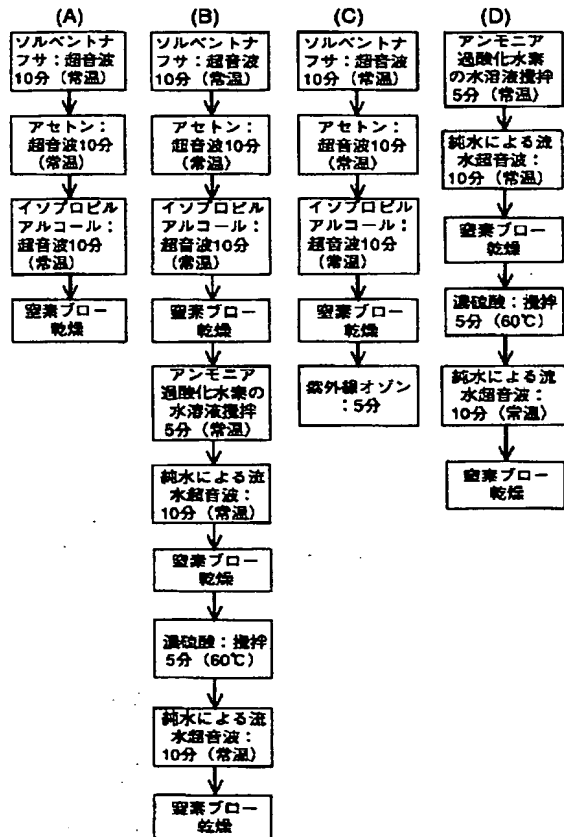 (A)
ソルベントナ
フサ：超音波
10分（常温）
アセトン：
超音波10分
（常温）
イソプロピル
アルコール：
超音波10分
（常温）
窒素ブロー
乾燥
(B)
ソルベントナ
フサ：超音波
10分（常温）
アセトン：
超音波10分
（常温）
イソプロピル
アルコール：
超音波10分
（常温）
窒素ブロー
乾燥
アンモニア
過酸化水素の
水溶液攪拌
5分（常温）
純水による流
水超音波：
10分（常温）
窒素ブロー
乾燥
濃硫酸：攪拌
5分（60℃）
純水による流
水超音波：
10分（常温）
窒素ブロー
乾燥
(C)
ソルベントナ
フサ：超音波
10分（常温）
アセトン：
超音波10分
（常温）
イソプロピル
アルコール：
超音波10分
（常温）
窒素ブロー
乾燥
紫外線オゾン
：5分
(D)
アンモニア
過酸化水素
の水溶液攪拌
5分（常温）
純水による流
水超音波：
10分（常温）
窒素ブロー
乾燥
濃硫酸：攪拌
5分（60℃）
純水による流
水超音波：
10分（常温）
窒素ブロー
乾燥